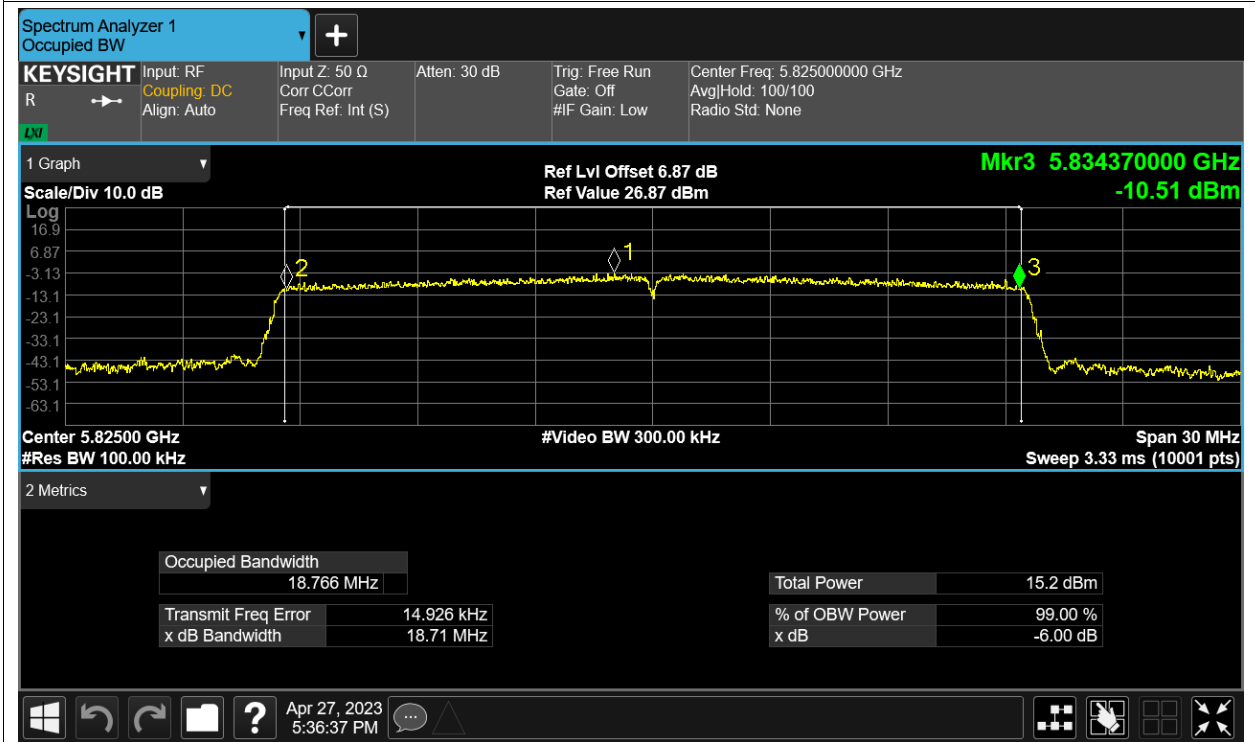 Spectrum Analyzer 1
Occupied BW
KEYSIGHT Input: RF Input Z: 50 Ω Atten: 30 dB Trig: Free Run Center Freq: 5.825000000 GHz
R Coupling: DC Corr CCorr Gate: Off Avg|Hold: 100/100
Align: Auto Freq Ref: Int (S) #IF Gain: Low Radio Std: None
LXI
1 Graph Ref Lvl Offset 6.87 dB Mkr3 5.834370000 GHz
Scale/Div 10.0 dB Ref Value 26.87 dBm -10.51 dBm
Log
16.9
6.87
-3.13
-13.1
-23.1
-33.1
-43.1
-53.1
-63.1
1
2
3
Center 5.82500 GHz #Video BW 300.00 kHz Span 30 MHz
#Res BW 100.00 kHz Sweep 3.33 ms (10001 pts)
2 Metrics
Occupied Bandwidth
18.766 MHz Total Power 15.2 dBm
Transmit Freq Error 14.926 kHz % of OBW Power 99.00 %
x dB Bandwidth 18.71 MHz x dB -6.00 dB
? Apr 27, 2023
5:36:37 PM